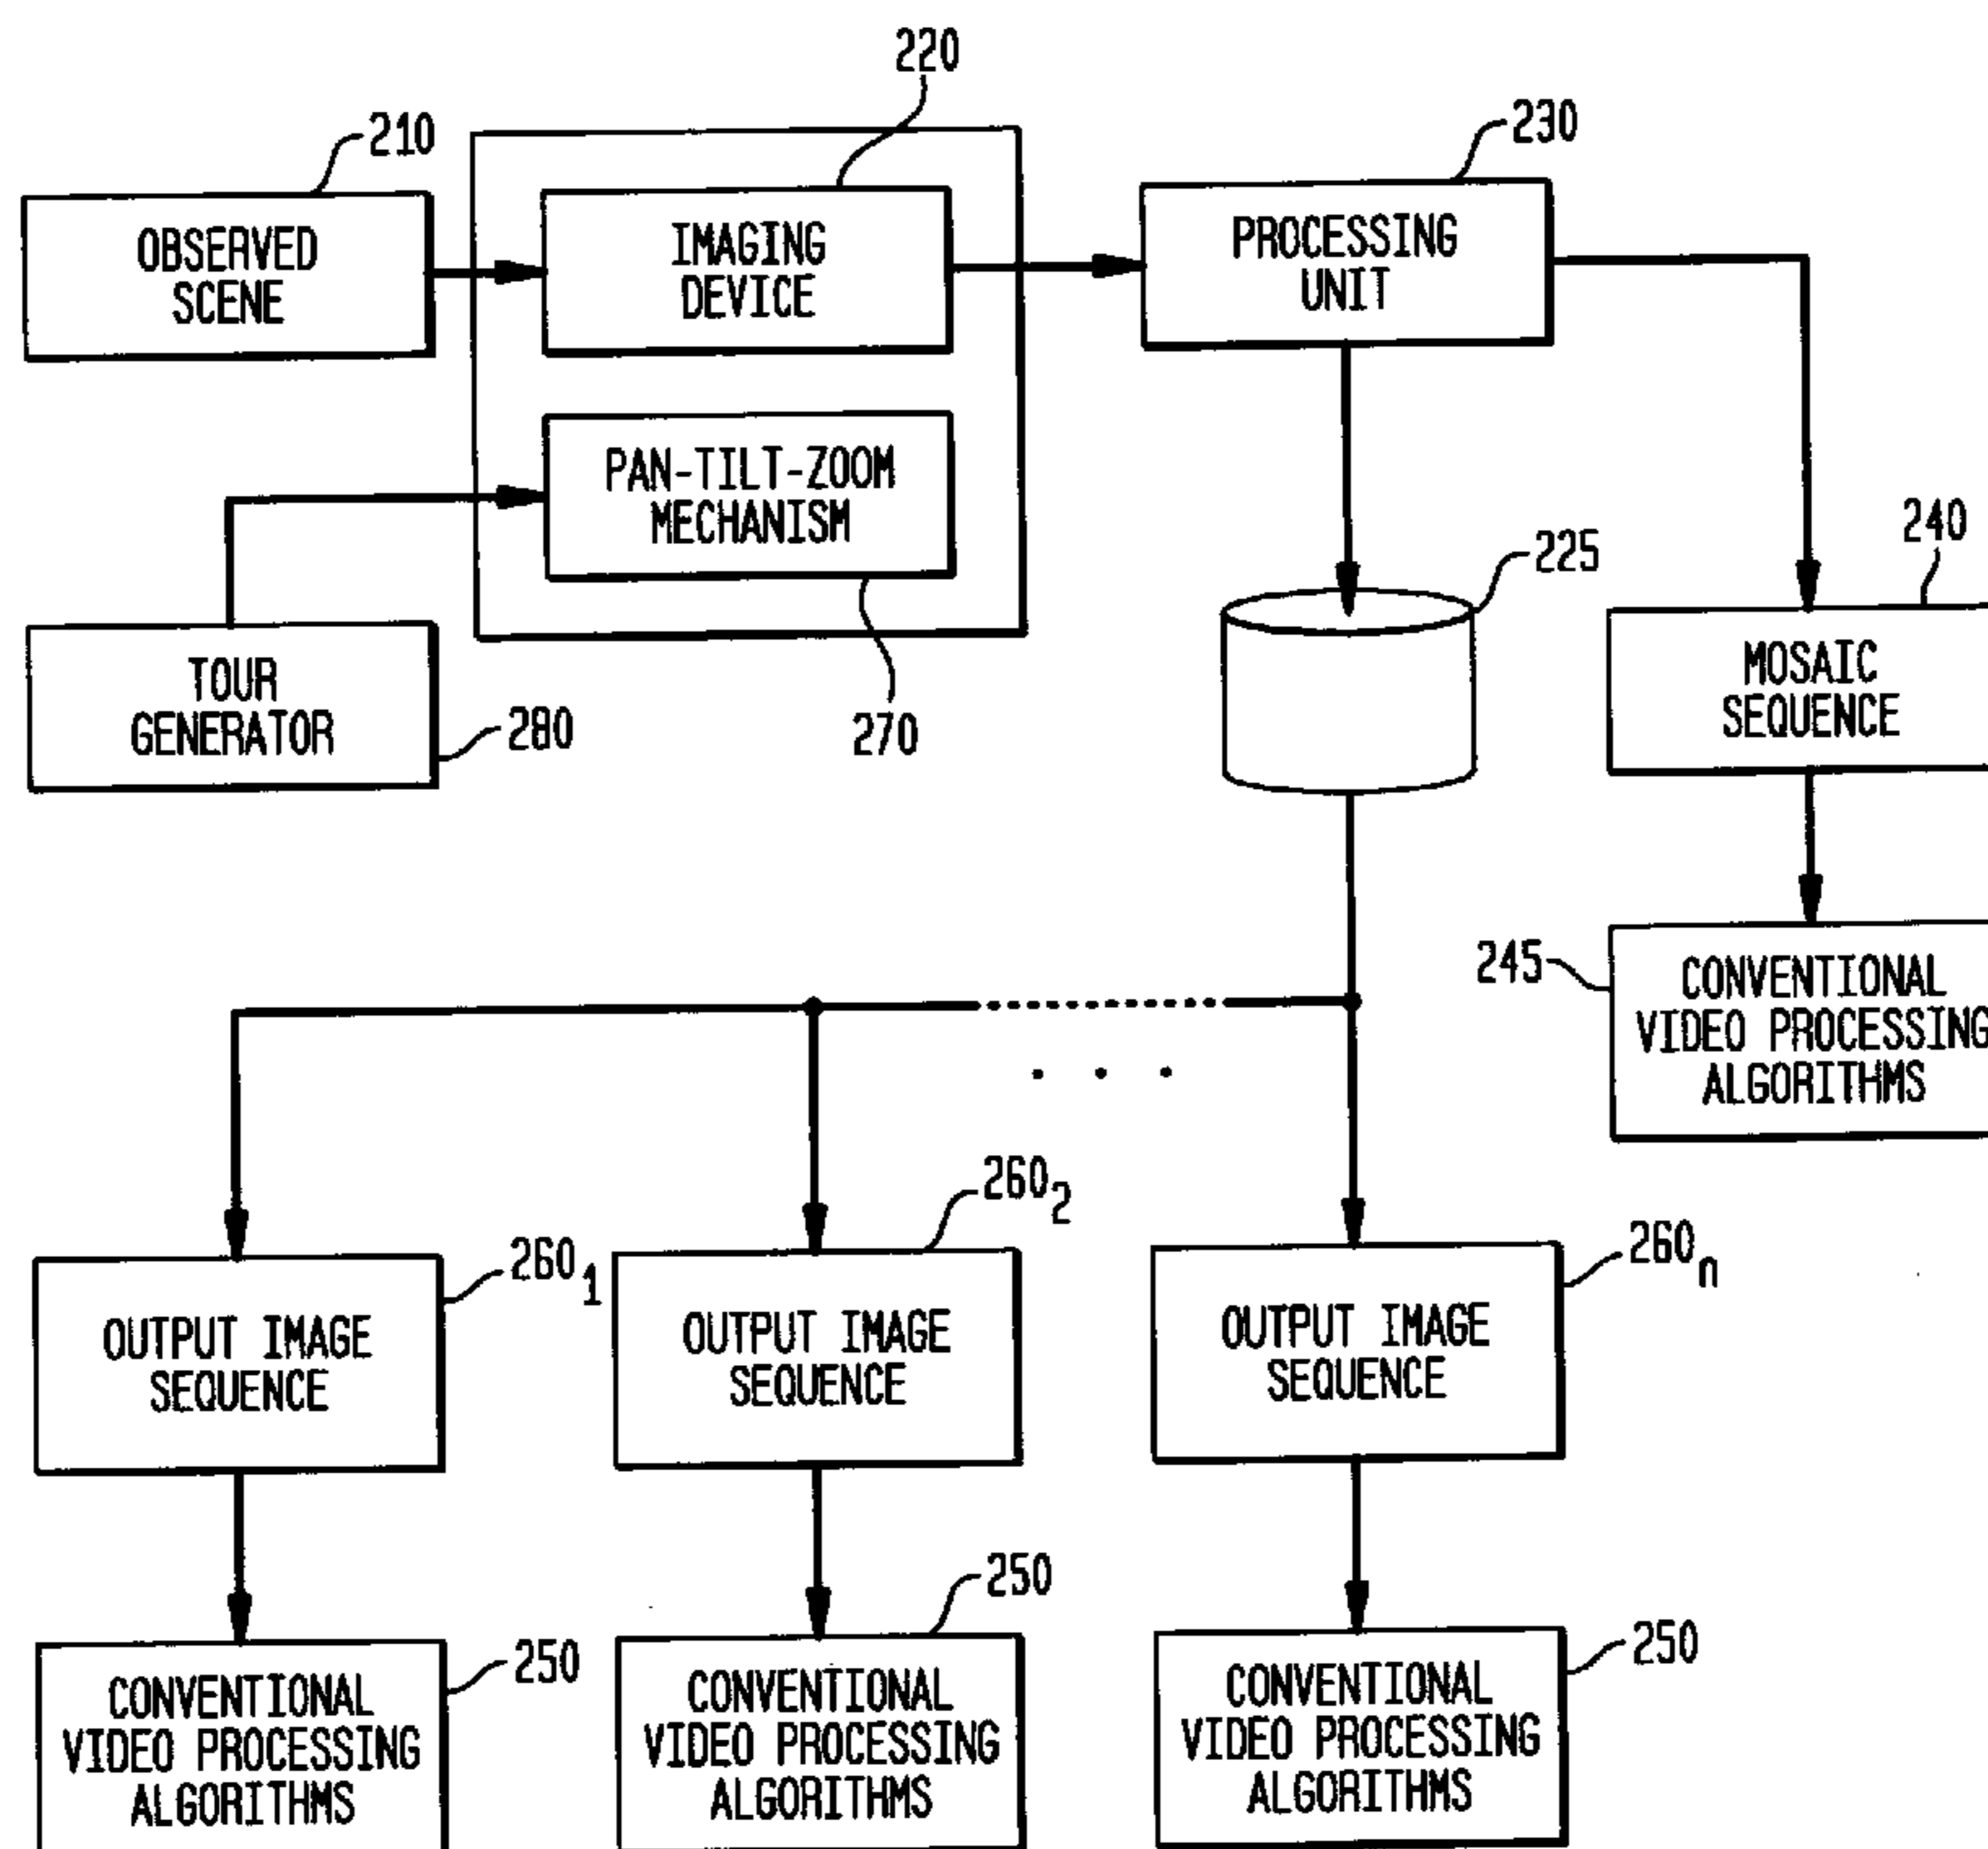 220
210
230
OBSERVED
SCENE
IMAGING
DEVICE
PROCESSING
UNIT
PAN-TILT-ZOOM
MECHANISM
240
225
TOUR
GENERATOR
280
270
MOSAIC
SEQUENCE
245
CONVENTIONAL
VIDEO PROCESSING
ALGORITHMS
. . .
260₁
260₂
260ₙ
OUTPUT IMAGE
SEQUENCE
OUTPUT IMAGE
SEQUENCE
OUTPUT IMAGE
SEQUENCE
250
250
250
CONVENTIONAL
VIDEO PROCESSING
ALGORITHMS
CONVENTIONAL
VIDEO PROCESSING
ALGORITHMS
CONVENTIONAL
VIDEO PROCESSING
ALGORITHMS